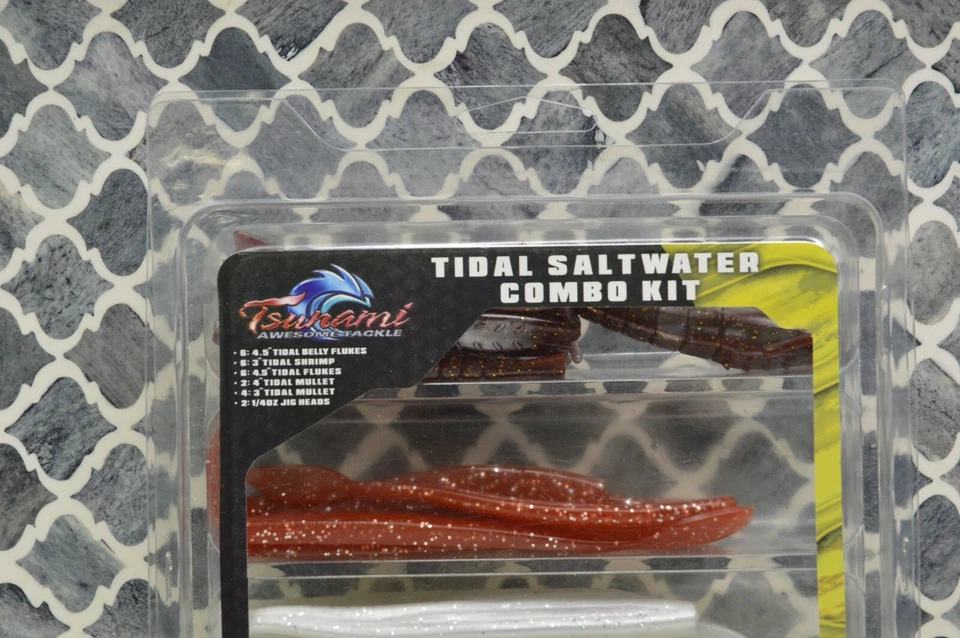 TIDAL SALTWATER
COMBO KIT
Tsunami
AWESOME TACKLE
• 6: 4.5" TIDAL BELLY FLUKES
• 6: 3" TIDAL SHRIMP
• 6: 4.5" TIDAL FLUKES
• 2: 4" TIDAL MULLET
• 4: 3" TIDAL MULLET
• 2: 1/4OZ JIG HEADS